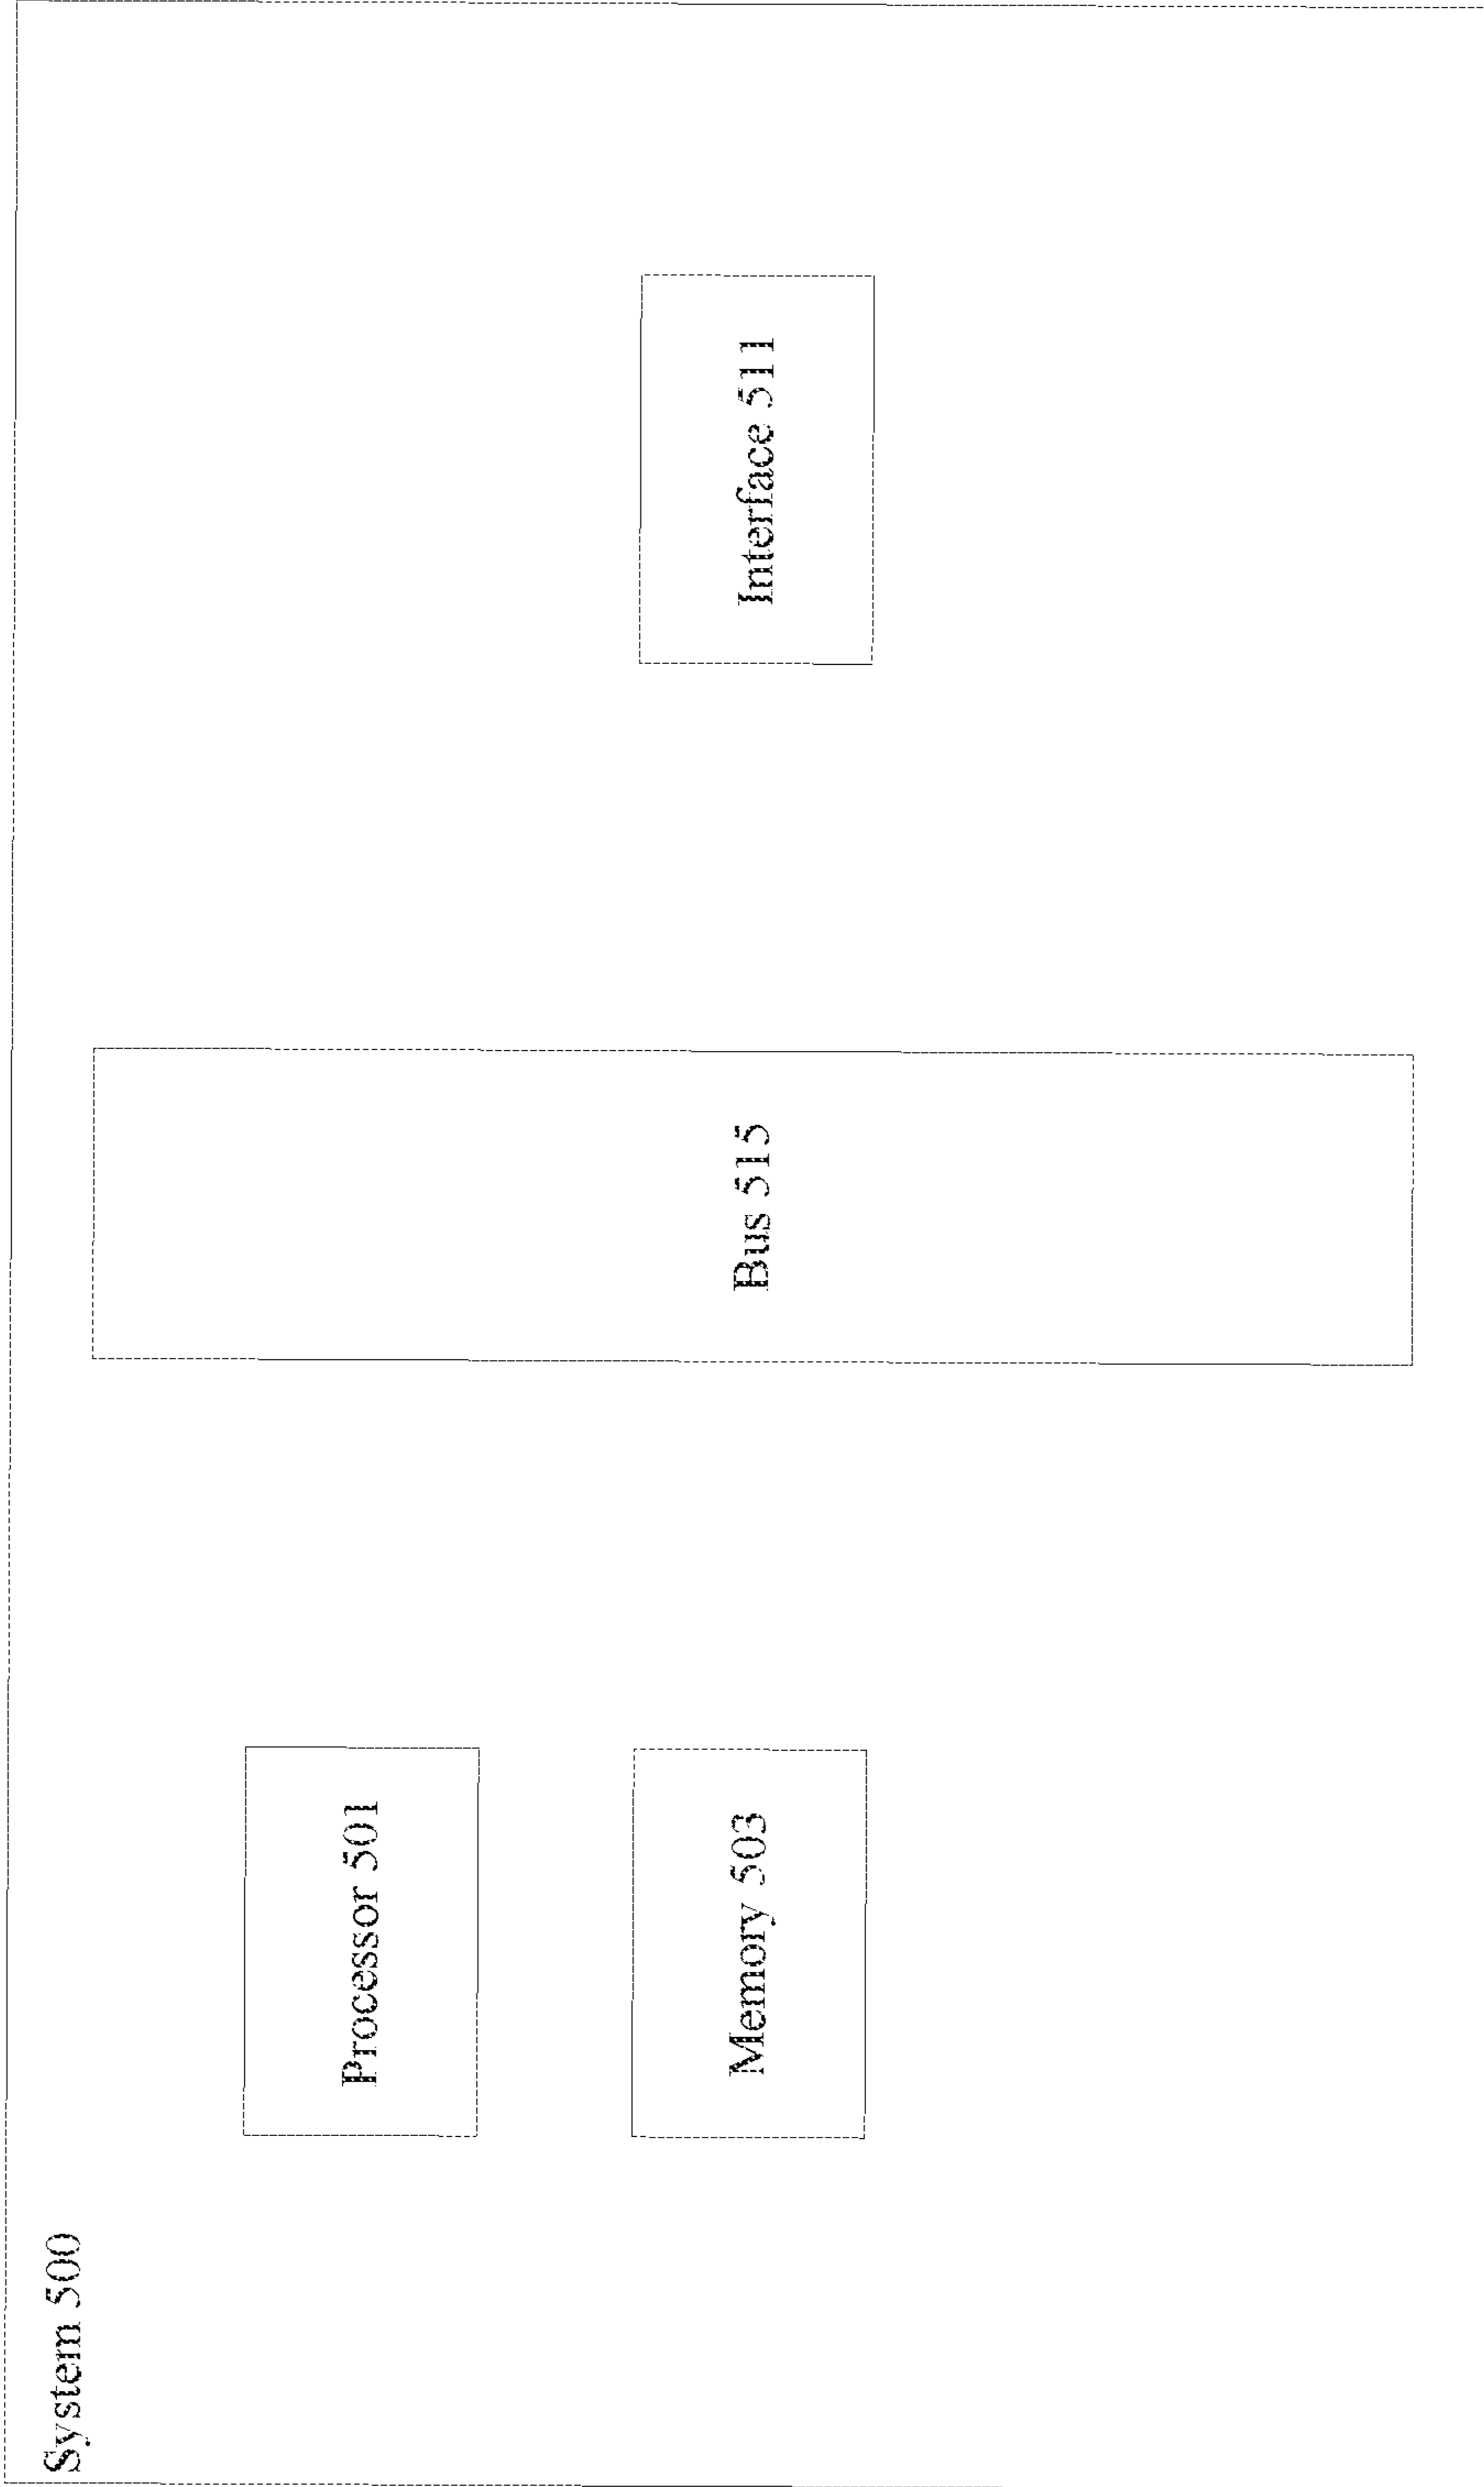 System 500
Processor 501
Memory 503
Bus 515
Interface 511